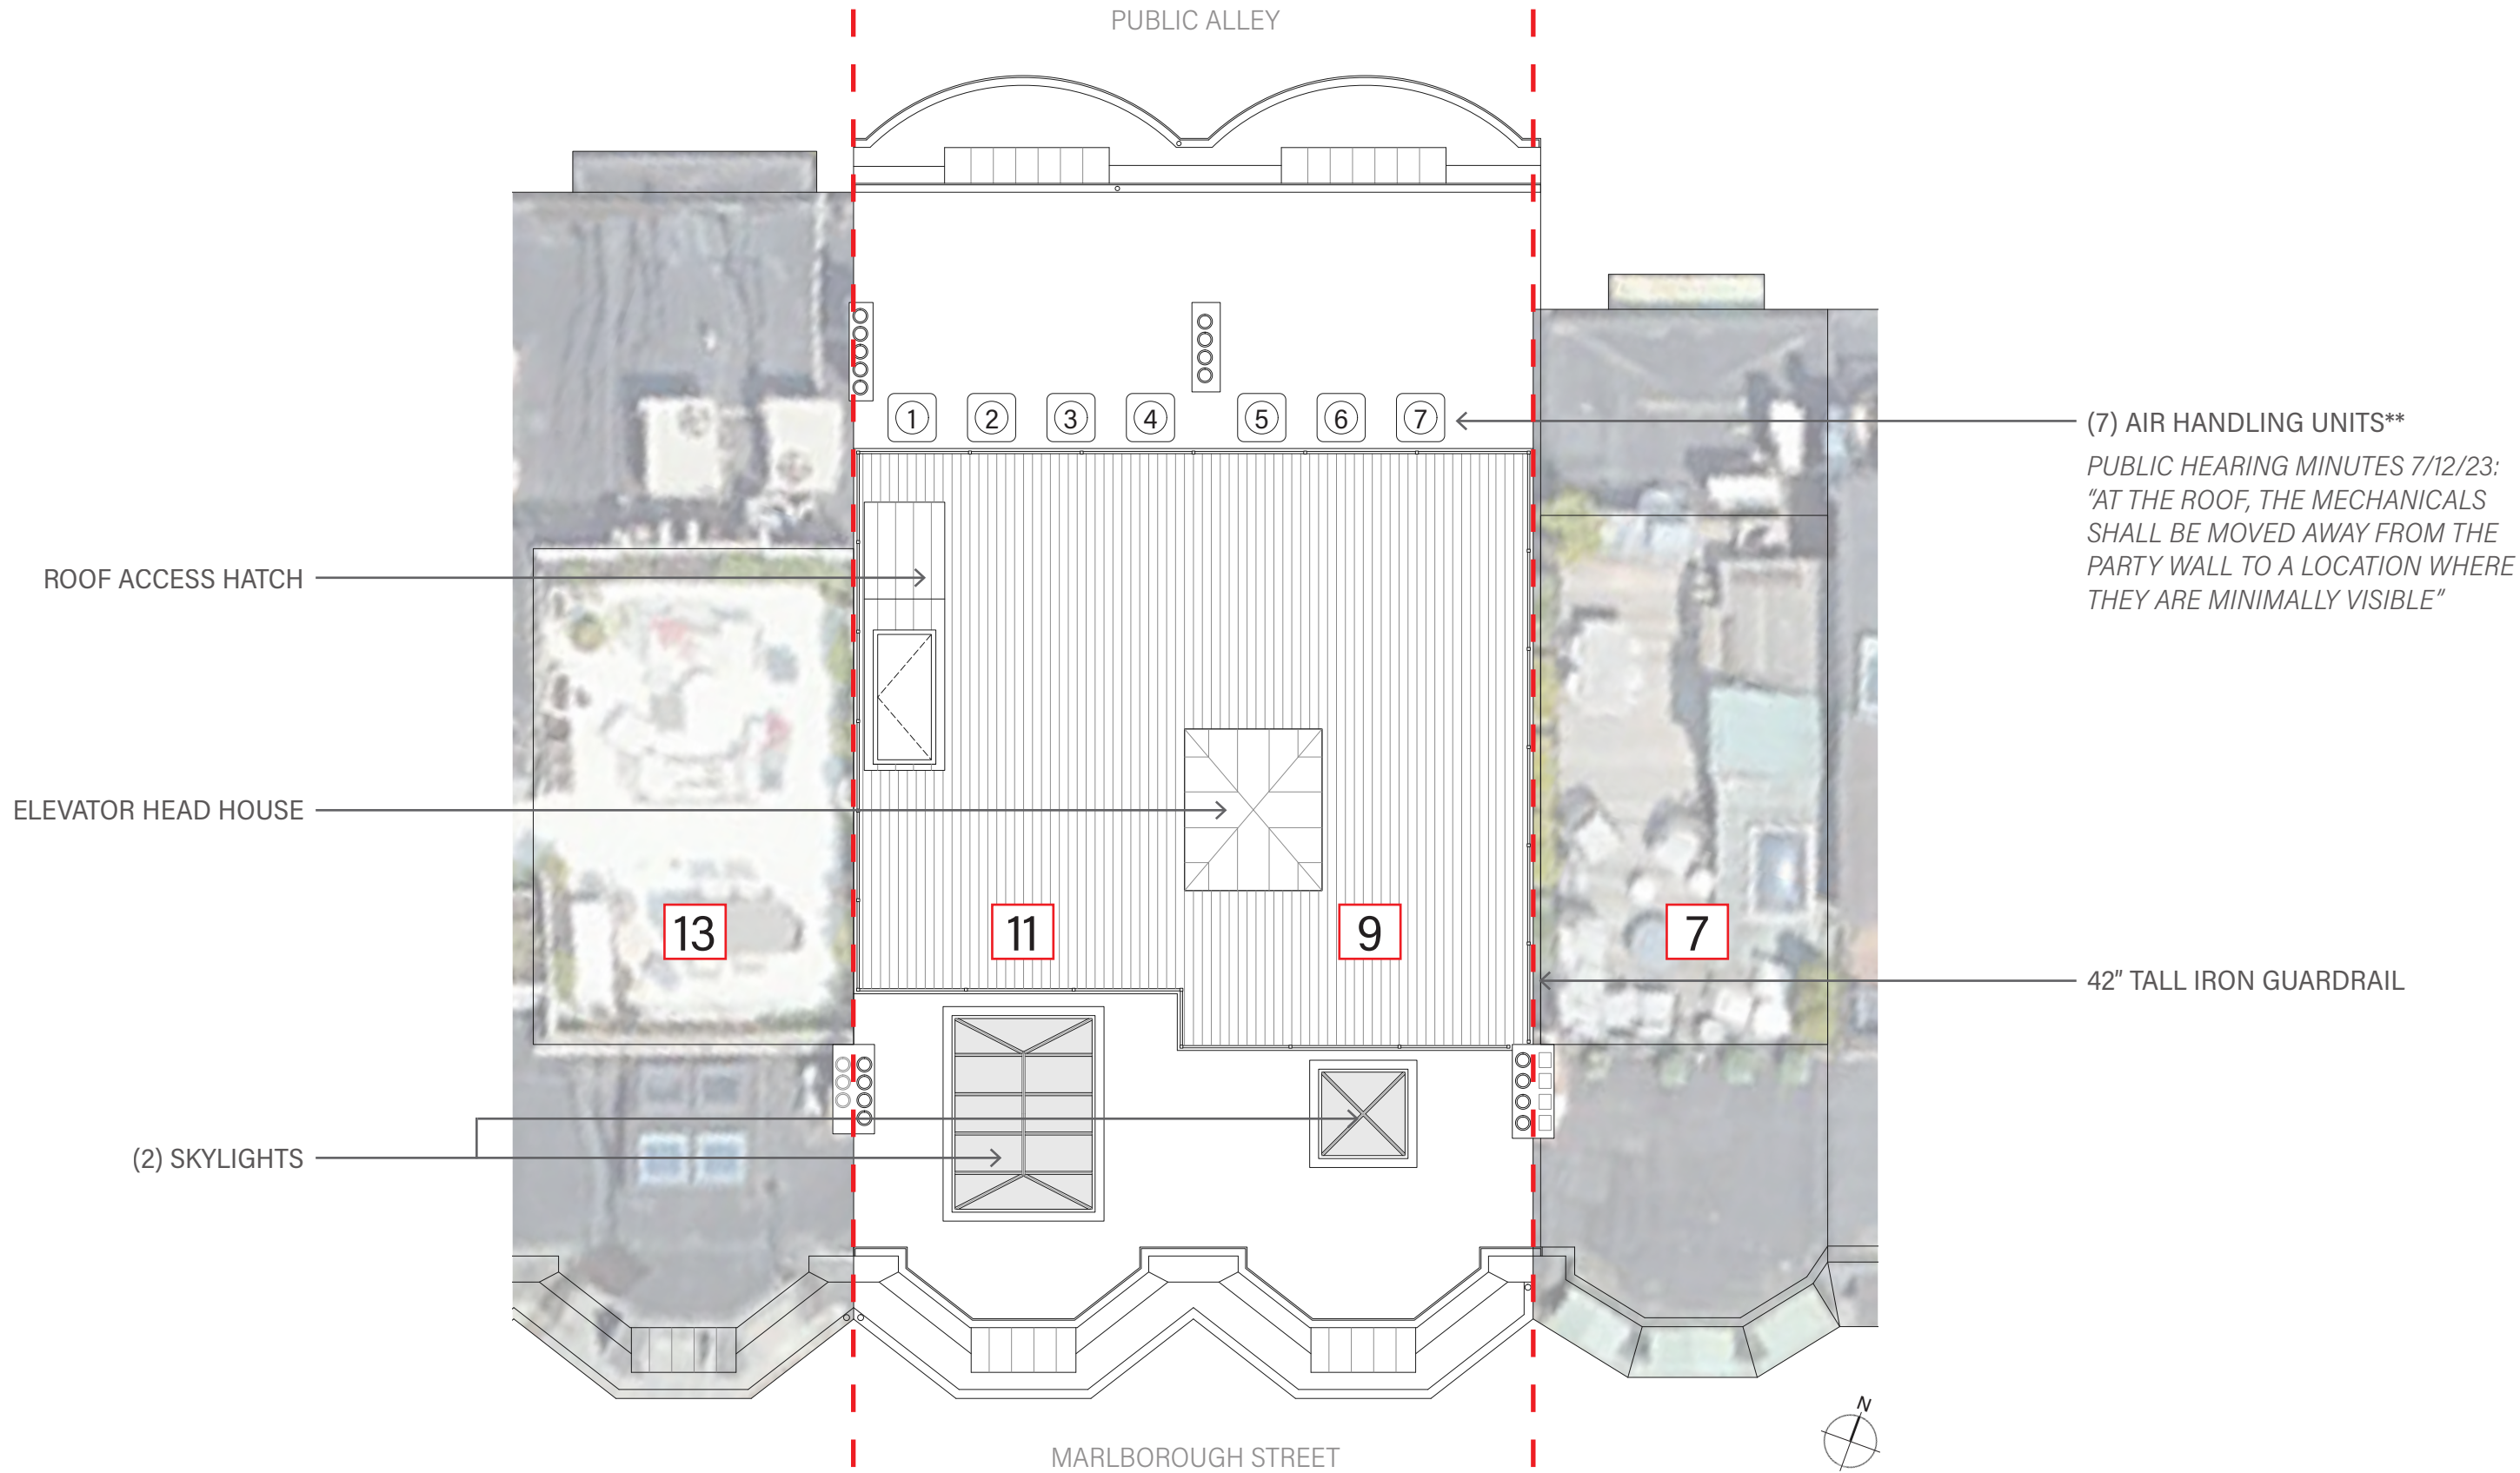 PUBLIC ALLEY
1 2 3 4 5 6 7
(7) AIR HANDLING UNITS**
PUBLIC HEARING MINUTES 7/12/23:
“AT THE ROOF, THE MECHANICALS
SHALL BE MOVED AWAY FROM THE
PARTY WALL TO A LOCATION WHERE
THEY ARE MINIMALLY VISIBLE”
ROOF ACCESS HATCH
ELEVATOR HEAD HOUSE
13 11 9 7
42” TALL IRON GUARDRAIL
(2) SKYLIGHTS
N
MARLBOROUGH STREET